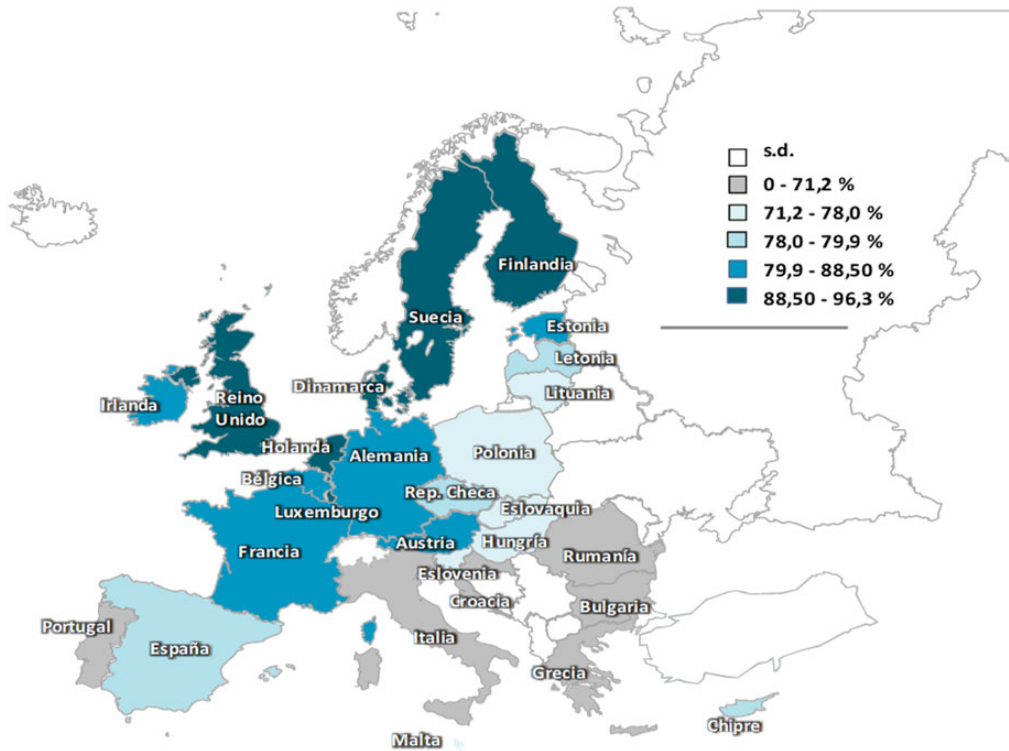 s.d.
0 - 71,2 %
71,2 - 78,0 %
78,0 - 79,9 %
79,9 - 88,50 %
88,50 - 96,3 %
Finlandia
Suecia
Estonia
Letonia
Lituanía
Dinamarca
Irlanda
Reino
Unido
Holanda
Alemania
Polonia
Bélgica
Rep. Checa
Luxemburgo
Eslovaquia
Francia
Austria
Hungría
Rumanía
Eslovenia
Croacia
Bulgaria
Portugal
España
Italia
Grecia
Chipre
Malta